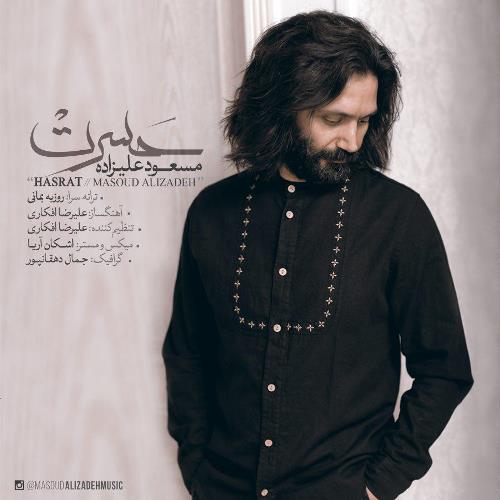 حسرت
مسعود علیزاده
"HASRAT // MASOUD ALIZADEH"
• ترانه سرا: روزبه بمانی
• آهنگساز: علیرضا افکاری
• تنظیم‌کننده: علیرضا افکاری
• میکس و مستر: اشکان آریا
• گرافیک: جمال دهقانپور
@MASOUDALIZADEHMUSIC